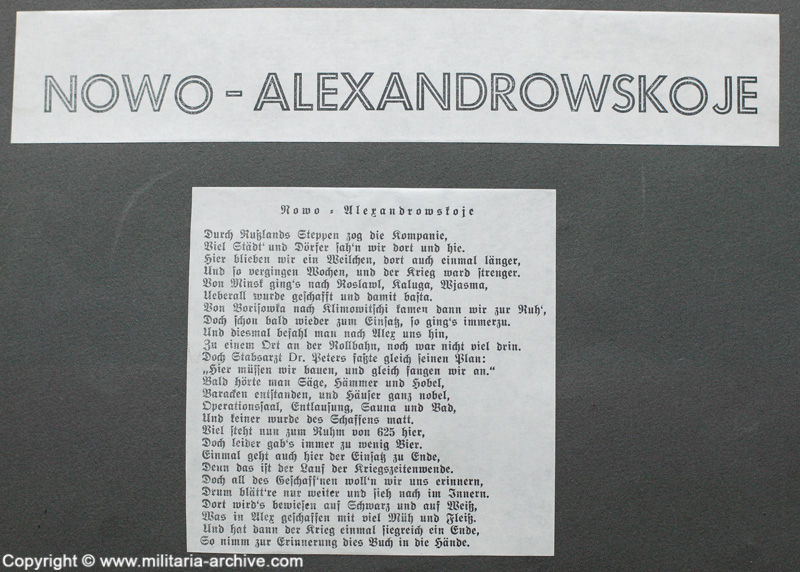 NOWO - ALEXANDROWSKOJE
Nowo - Alexandrowskoje
Durch Rußlands Steppen zog die Kompanie,
Viel Städt' und Dörfer sah'n wir dort und hie.
Hier blieben wir ein Weilchen, dort auch einmal länger,
Und so vergingen Wochen, und der Krieg ward strenger.
Von Minsk ging's nach Roslawl, Kaluga, Wjasma,
Ueberall wurde geschafft und damit basta.
Von Borisowka nach Klimowitschi kamen dann wir zur Ruh',
Doch schon bald wieder zum Einsatz, so ging's immerzu.
Und diesmal befahl man nach Alex uns hin,
Zu einem Ort an der Rollbahn, noch war nicht viel drin.
Doch Stabsarzt Dr. Peters faßte gleich seinen Plan:
„Hier müssen wir bauen, und gleich fangen wir an."
Bald hörte man Säge, Hämmer und Hobel,
Baracken entstanden, und Häuser ganz nobel,
Operationssaal, Entlausung, Sauna und Bad,
Und keiner wurde des Schaffens matt.
Viel steht nun zum Ruhm von 625 hier,
Doch leider gab's immer zu wenig Bier.
Einmal geht auch hier der Einsatz zu Ende,
Denn das ist der Lauf der Kriegszeitenwende.
Doch all des Geschaff'nen woll'n wir uns erinnern,
Drum blätt're nur weiter und sieh nach im Innern.
Dort wird's bewiesen auf Schwarz und auf Weiß,
Was in Alex geschaffen mit viel Müh und Fleiß.
Und hat dann der Krieg einmal siegreich ein Ende,
So nimm zur Erinnerung dies Buch in die Hände.
Copyright © www.militaria-archive.com